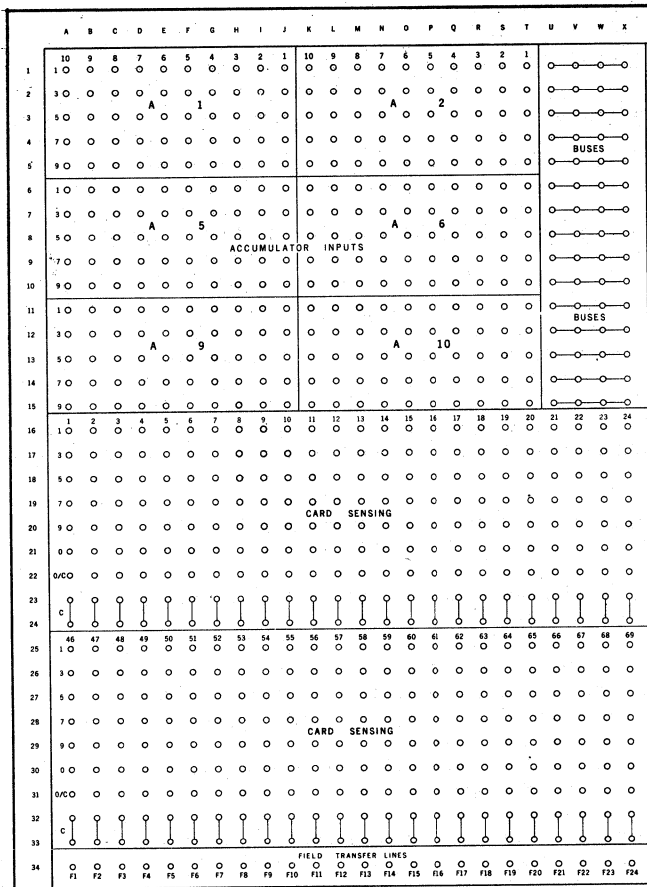 A B C D E F G H I J K L M N O P Q R S T U V W X
10 9 8 7 6 5 4 3 2 1 10 9 8 7 6 5 4 3 2 1
1 1
2 3
A 1 A 2
3 5
4 7
BUSES
5 9
6 1
7 3
A 5 A 6
8 5
ACCUMULATOR INPUTS
9 7
10 9
11 1
BUSES
12 3
A 9 A 10
13 5
14 7
15 9
1 2 3 4 5 6 7 8 9 10 11 12 13 14 15 16 17 18 19 20 21 22 23 24
16 1
17 3
18 5
19 7
CARD SENSING
20 9
21 0
22 0/C
23
C
24
46 47 48 49 50 51 52 53 54 55 56 57 58 59 60 61 62 63 64 65 66 67 68 69
25 1
26 3
27 5
28 7
CARD SENSING
29 9
30 0
31 0/C
32
C
33
FIELD TRANSFER LINES
34
F1 F2 F3 F4 F5 F6 F7 F8 F9 F10 F11 F12 F13 F14 F15 F16 F17 F18 F19 F20 F21 F22 F23 F24